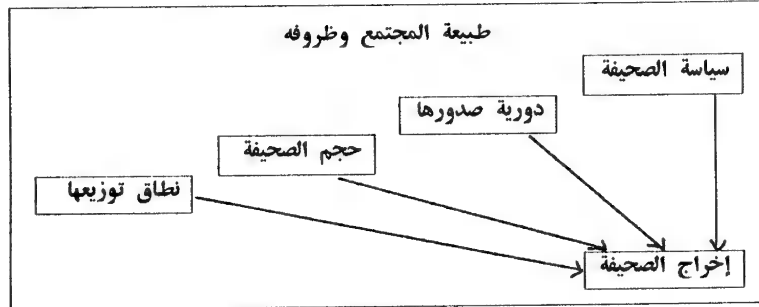 طبيعة المجتمع وظروفه
سياسة الصحيفة
دورية صدورها
حجم الصحيفة
نطاق توزيعها
إخراج الصحيفة